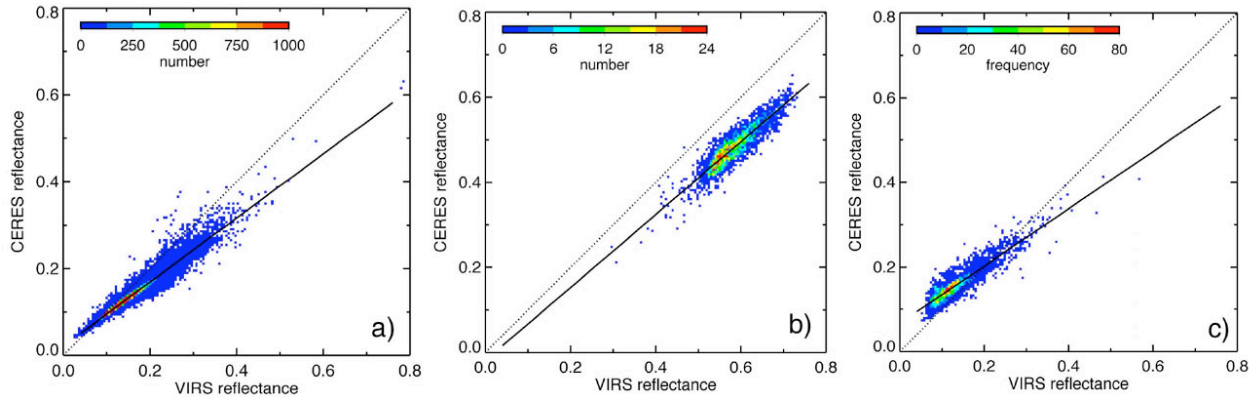 0 250 500 750 1000
number
0.8
0.6
0.4
0.2
0.0
CERES reflectance
a)
0.0 0.2 0.4 0.6 0.8
VIRS reflectance
0 6 12 18 24
number
0.8
0.6
0.4
0.2
0.0
CERES reflectance
b)
0.0 0.2 0.4 0.6 0.8
VIRS reflectance
0 20 40 60 80
frequency
0.8
0.6
0.4
0.2
0.0
CERES reflectance
c)
0.0 0.2 0.4 0.6 0.8
VIRS reflectance